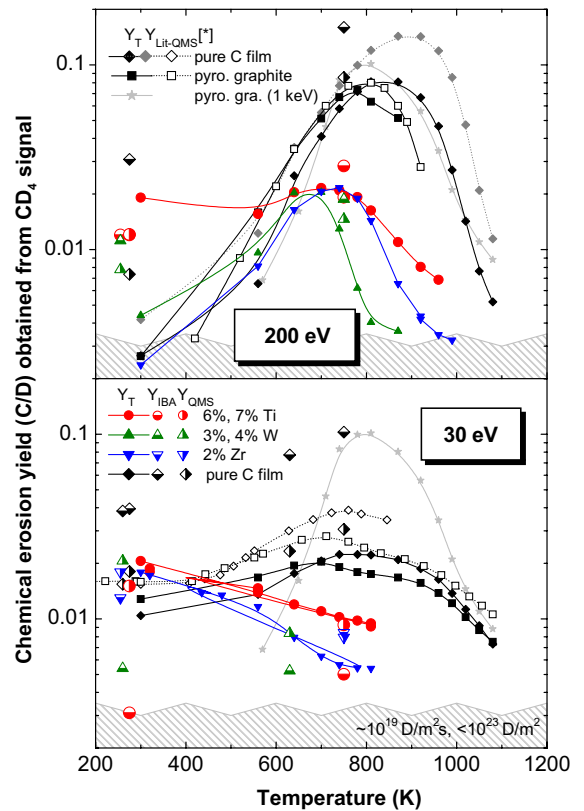 Y_T Y_Lit-QMS[*]
pure C film
pyro. graphite
pyro. gra. (1 keV)
0.1
0.01
200 eV
Y_T Y_IBA Y_QMS
6%, 7% Ti
3%, 4% W
2% Zr
pure C film
30 eV
0.1
0.01
~10^19 D/m^2s, <10^23 D/m^2
200 400 600 800 1000 1200
Temperature (K)
Chemical erosion yield (C/D) obtained from CD_4 signal